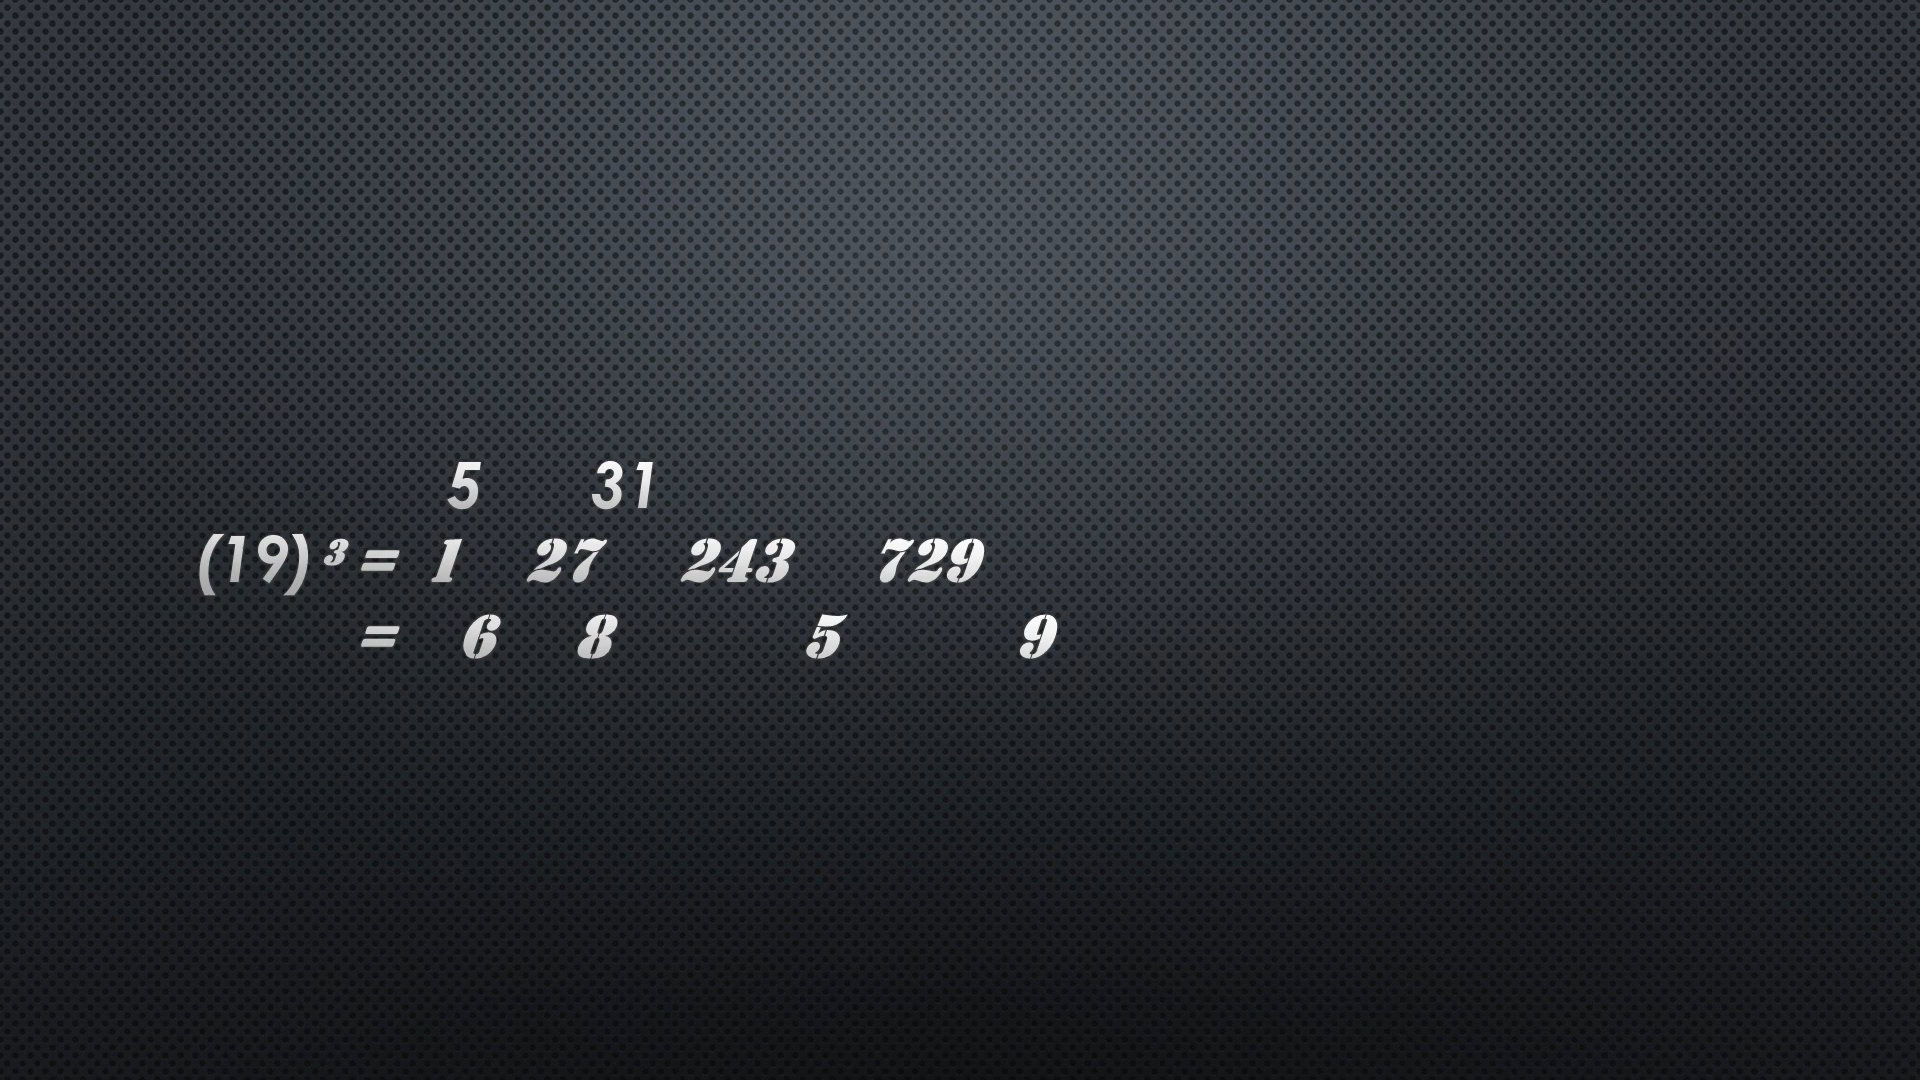 5 31
(19)³ = 1 27 243 729
= 6 8 5 9